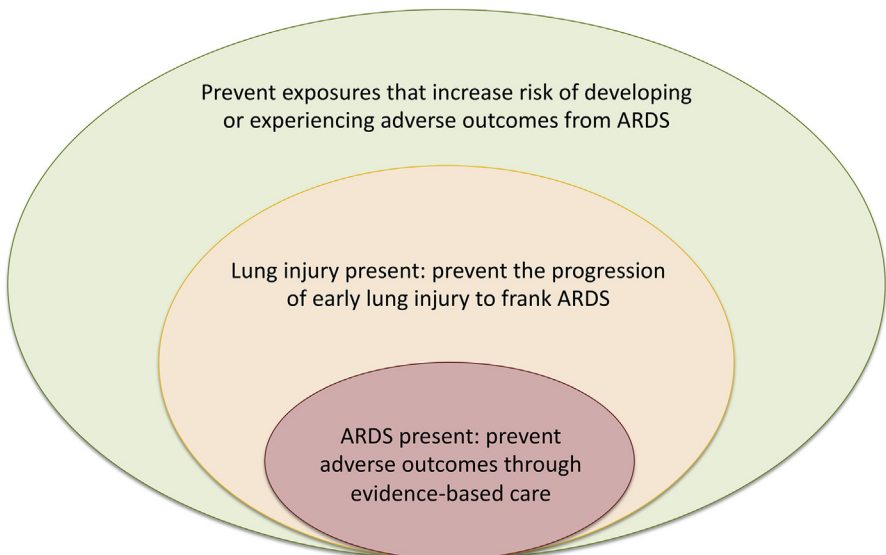 Prevent exposures that increase risk of developing
or experiencing adverse outcomes from ARDS
Lung injury present: prevent the progression
of early lung injury to frank ARDS
ARDS present: prevent
adverse outcomes through
evidence-based care